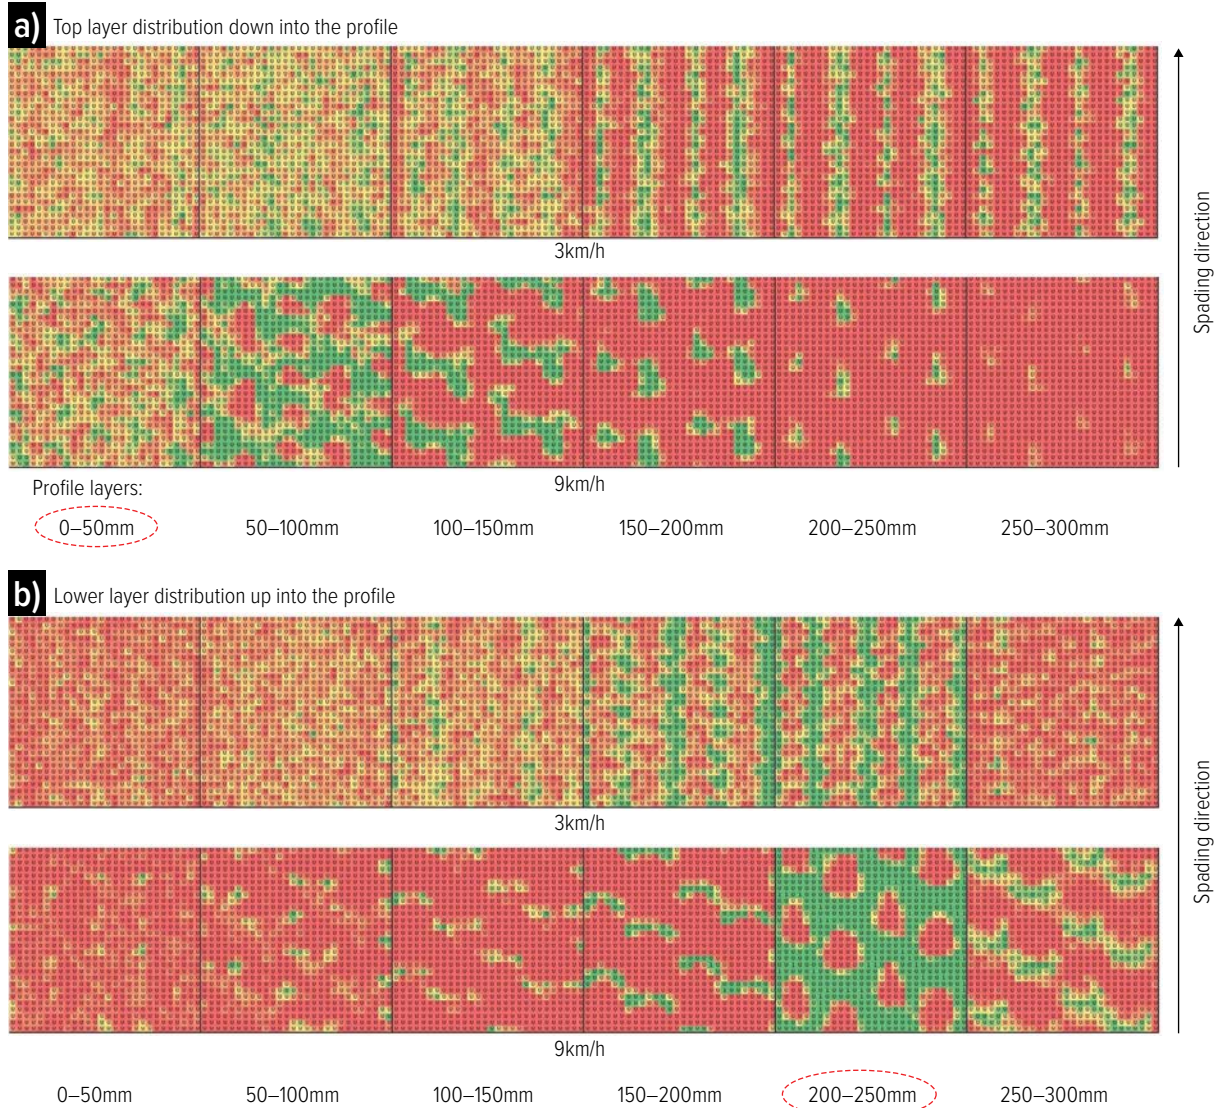 a) Top layer distribution down into the profile
3km/h
9km/h
Spading direction
Profile layers:
0–50mm 50–100mm 100–150mm 150–200mm 200–250mm 250–300mm
b) Lower layer distribution up into the profile
3km/h
9km/h
Spading direction
0–50mm 50–100mm 100–150mm 150–200mm 200–250mm 250–300mm